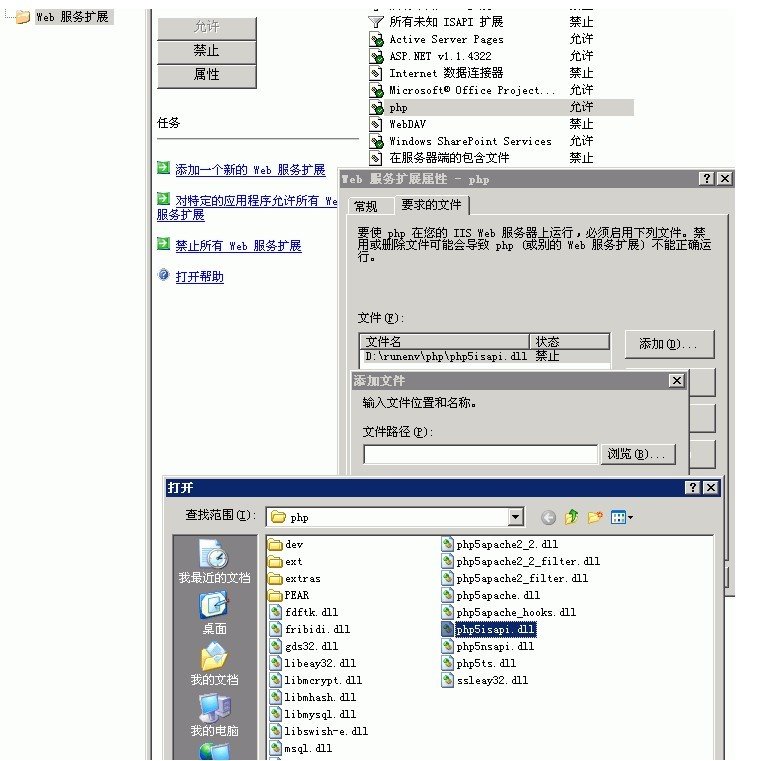 Web 服务扩展
允许
禁止
属性
所有未知 ISAPI 扩展 禁止
Active Server Pages 允许
ASP.NET v1.1.4322 允许
Internet 数据连接器 禁止
Microsoft® Office Project... 允许
php 允许
WebDAV 禁止
Windows SharePoint Services 允许
在服务器端的包含文件 禁止
任务
添加一个新的 Web 服务扩展
对特定的应用程序允许所有 We
服务扩展
禁止所有 Web 服务扩展
打开帮助
Web 服务扩展属性 - php
常规 要求的文件
要使 php 在您的 IIS Web 服务器上运行，必须启用下列文件。禁
用或删除文件可能会导致 php (或别的 Web 服务扩展) 不能正确运
行。
文件(F):
文件名 状态
D:\runenv\php\php5isapi.dll 禁止
添加(D)...
添加文件
输入文件位置和名称。
文件路径(P):
浏览(B)...
打开
查找范围(I): php
我最近的文档
桌面
我的文档
我的电脑
dev
ext
extras
PEAR
fdftk.dll
fribidi.dll
gds32.dll
libeay32.dll
libmcrypt.dll
libmhash.dll
libmysql.dll
libswish-e.dll
msql.dll
php5apache2_2.dll
php5apache2_2_filter.dll
php5apache2_filter.dll
php5apache.dll
php5apache_hooks.dll
php5isapi.dll
php5nsapi.dll
php5ts.dll
ssleay32.dll